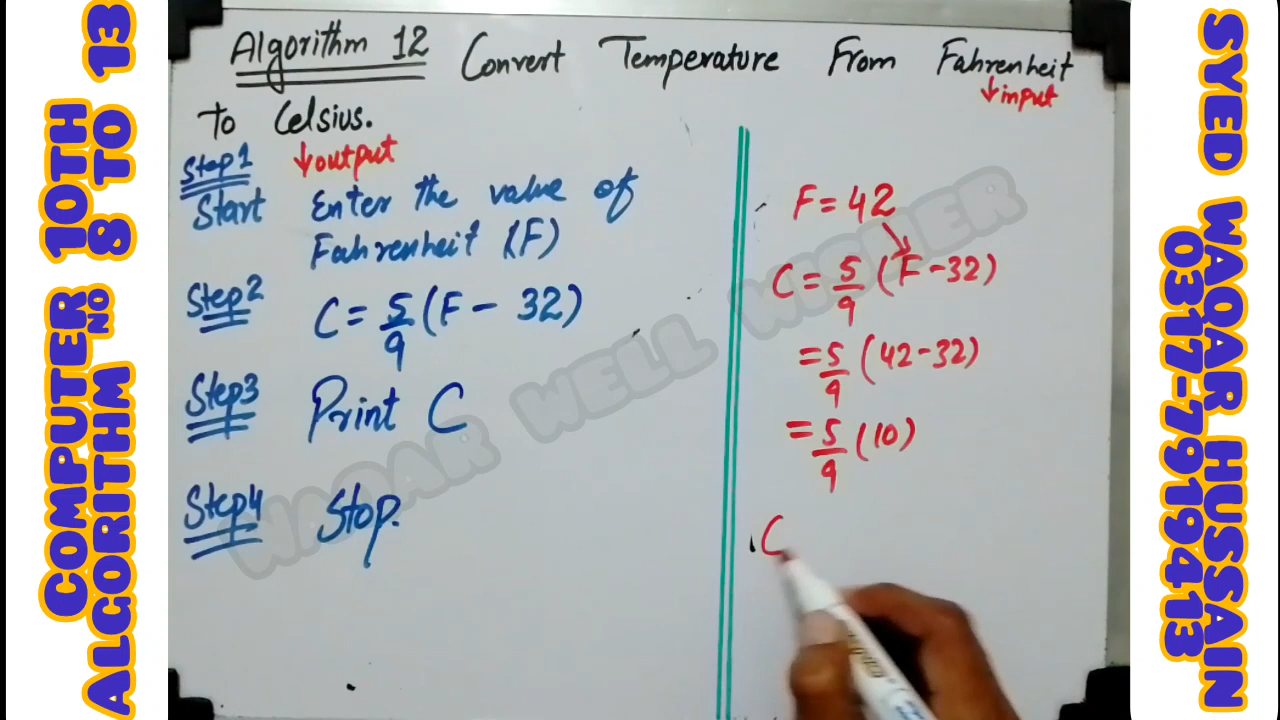 COMPUTER 10TH
ALGORITHM NO 8 TO 13
Algorithm 12 Convert Temperature From Fahrenheit
↓input
To Celsius.
↓output
Step1
Start Enter the value of
Fahrenheit (F)
Step2 C = 5/9 (F - 32)
Step3 Print C
Step4 Stop.
F = 42
C = 5/9 (F - 32)
= 5/9 (42 - 32)
= 5/9 (10)
C
WAQAR WELL WISHER
SYED WAQAR HUSSAIN
0317-7919413